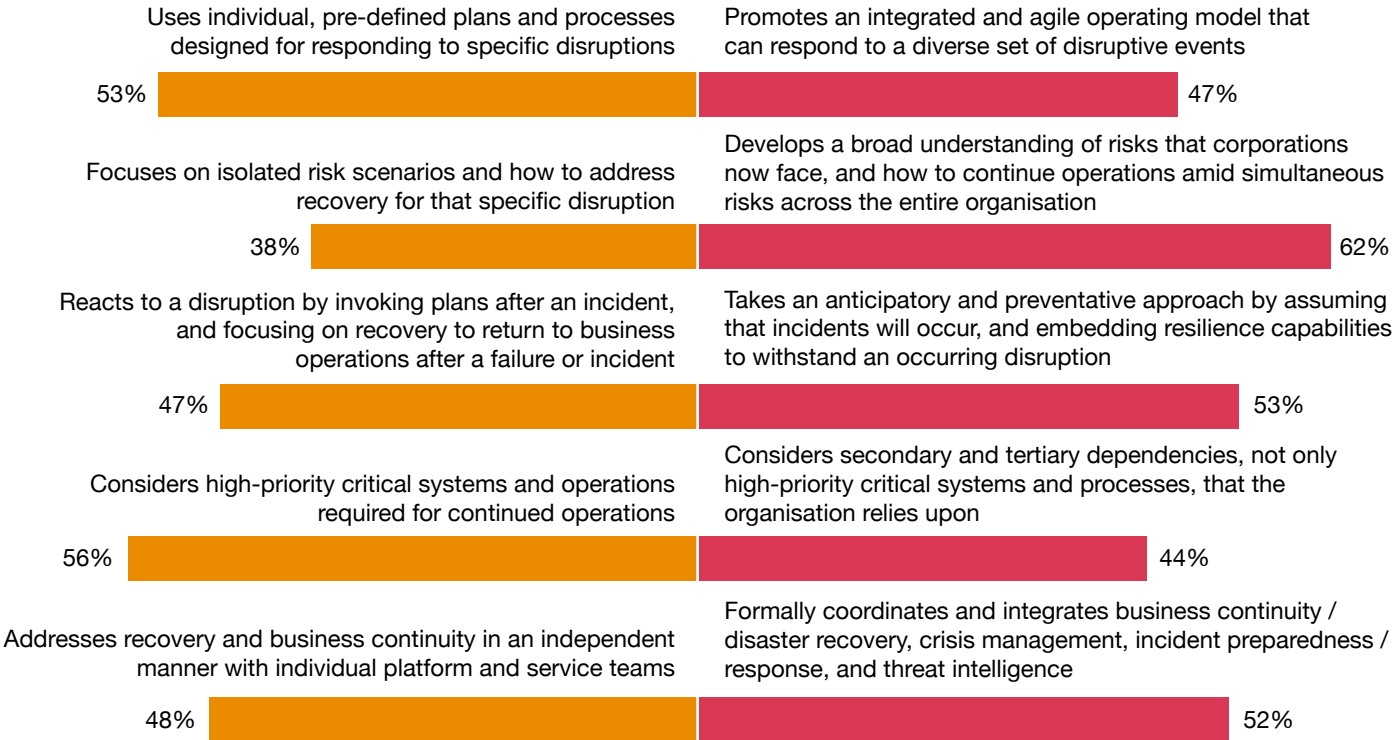 Uses individual, pre-defined plans and processes
designed for responding to specific disruptions
Promotes an integrated and agile operating model that
can respond to a diverse set of disruptive events
53%
47%
Focuses on isolated risk scenarios and how to address
recovery for that specific disruption
Develops a broad understanding of risks that corporations
now face, and how to continue operations amid simultaneous
risks across the entire organisation
38%
62%
Reacts to a disruption by invoking plans after an incident,
and focusing on recovery to return to business
operations after a failure or incident
Takes an anticipatory and preventative approach by assuming
that incidents will occur, and embedding resilience capabilities
to withstand an occurring disruption
47%
53%
Considers high-priority critical systems and operations
required for continued operations
Considers secondary and tertiary dependencies, not only
high-priority critical systems and processes, that the
organisation relies upon
56%
44%
Addresses recovery and business continuity in an independent
manner with individual platform and service teams
Formally coordinates and integrates business continuity /
disaster recovery, crisis management, incident preparedness /
response, and threat intelligence
48%
52%